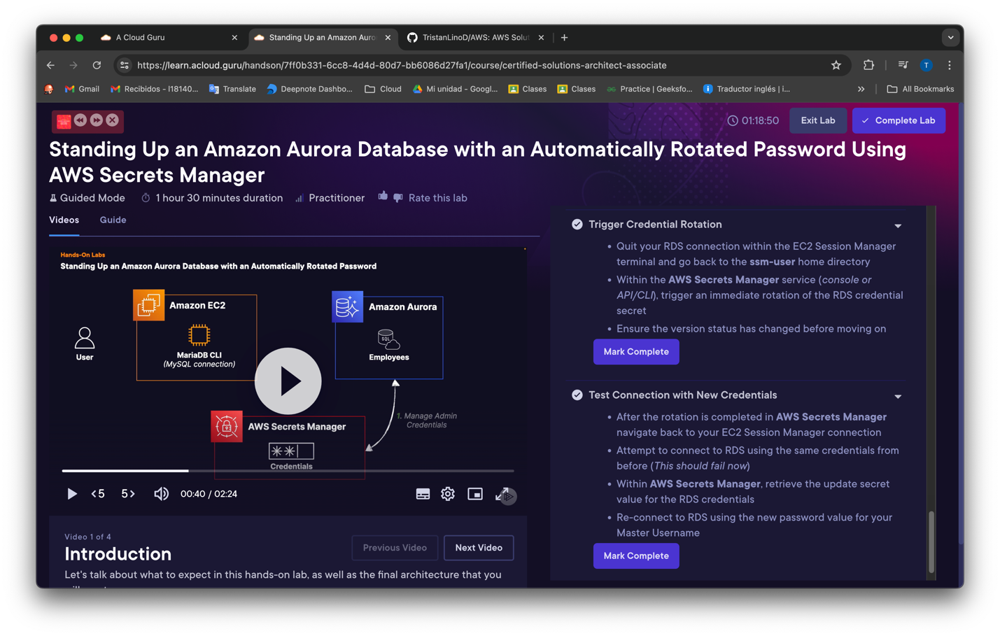 A Cloud Guru
Standing Up an Amazon Auro
TristanLinoD/AWS: AWS Solut
https://learn.acloud.guru/handson/7ff0b331-6cc8-4d4d-80d7-bb6086d27fa1/course/certified-solutions-architect-associate
T
Gmail
Recibidos - l18140...
Translate
Deepnote Dashbo...
Cloud
Mi unidad - Googl...
Clases
Clases
Practice | Geeksfo...
Traductor inglés | i...
All Bookmarks
01:18:50
Exit Lab
Complete Lab
Standing Up an Amazon Aurora Database with an Automatically Rotated Password Using
AWS Secrets Manager
Guided Mode
1 hour 30 minutes duration
Practitioner
Rate this lab
Videos
Guide
Hands-On Labs
Standing Up an Amazon Aurora Database with an Automatically Rotated Password
Amazon EC2
Amazon Aurora
User
MariaDB CLI
(MySQL connection)
SQL
Employees
AWS Secrets Manager
1. Manage Admin
Credentials
**
Credentials
<5
5>
00:40 / 02:24
Video 1 of 4
Introduction
Previous Video
Next Video
Let's talk about what to expect in this hands-on lab, as well as the final architecture that you
Trigger Credential Rotation
• Quit your RDS connection within the EC2 Session Manager
terminal and go back to the ssm-user home directory
• Within the AWS Secrets Manager service (console or
API/CLI), trigger an immediate rotation of the RDS credential
secret
• Ensure the version status has changed before moving on
Mark Complete
Test Connection with New Credentials
• After the rotation is completed in AWS Secrets Manager
navigate back to your EC2 Session Manager connection
• Attempt to connect to RDS using the same credentials from
before (This should fail now)
• Within AWS Secrets Manager, retrieve the update secret
value for the RDS credentials
• Re-connect to RDS using the new password value for your
Master Username
Mark Complete